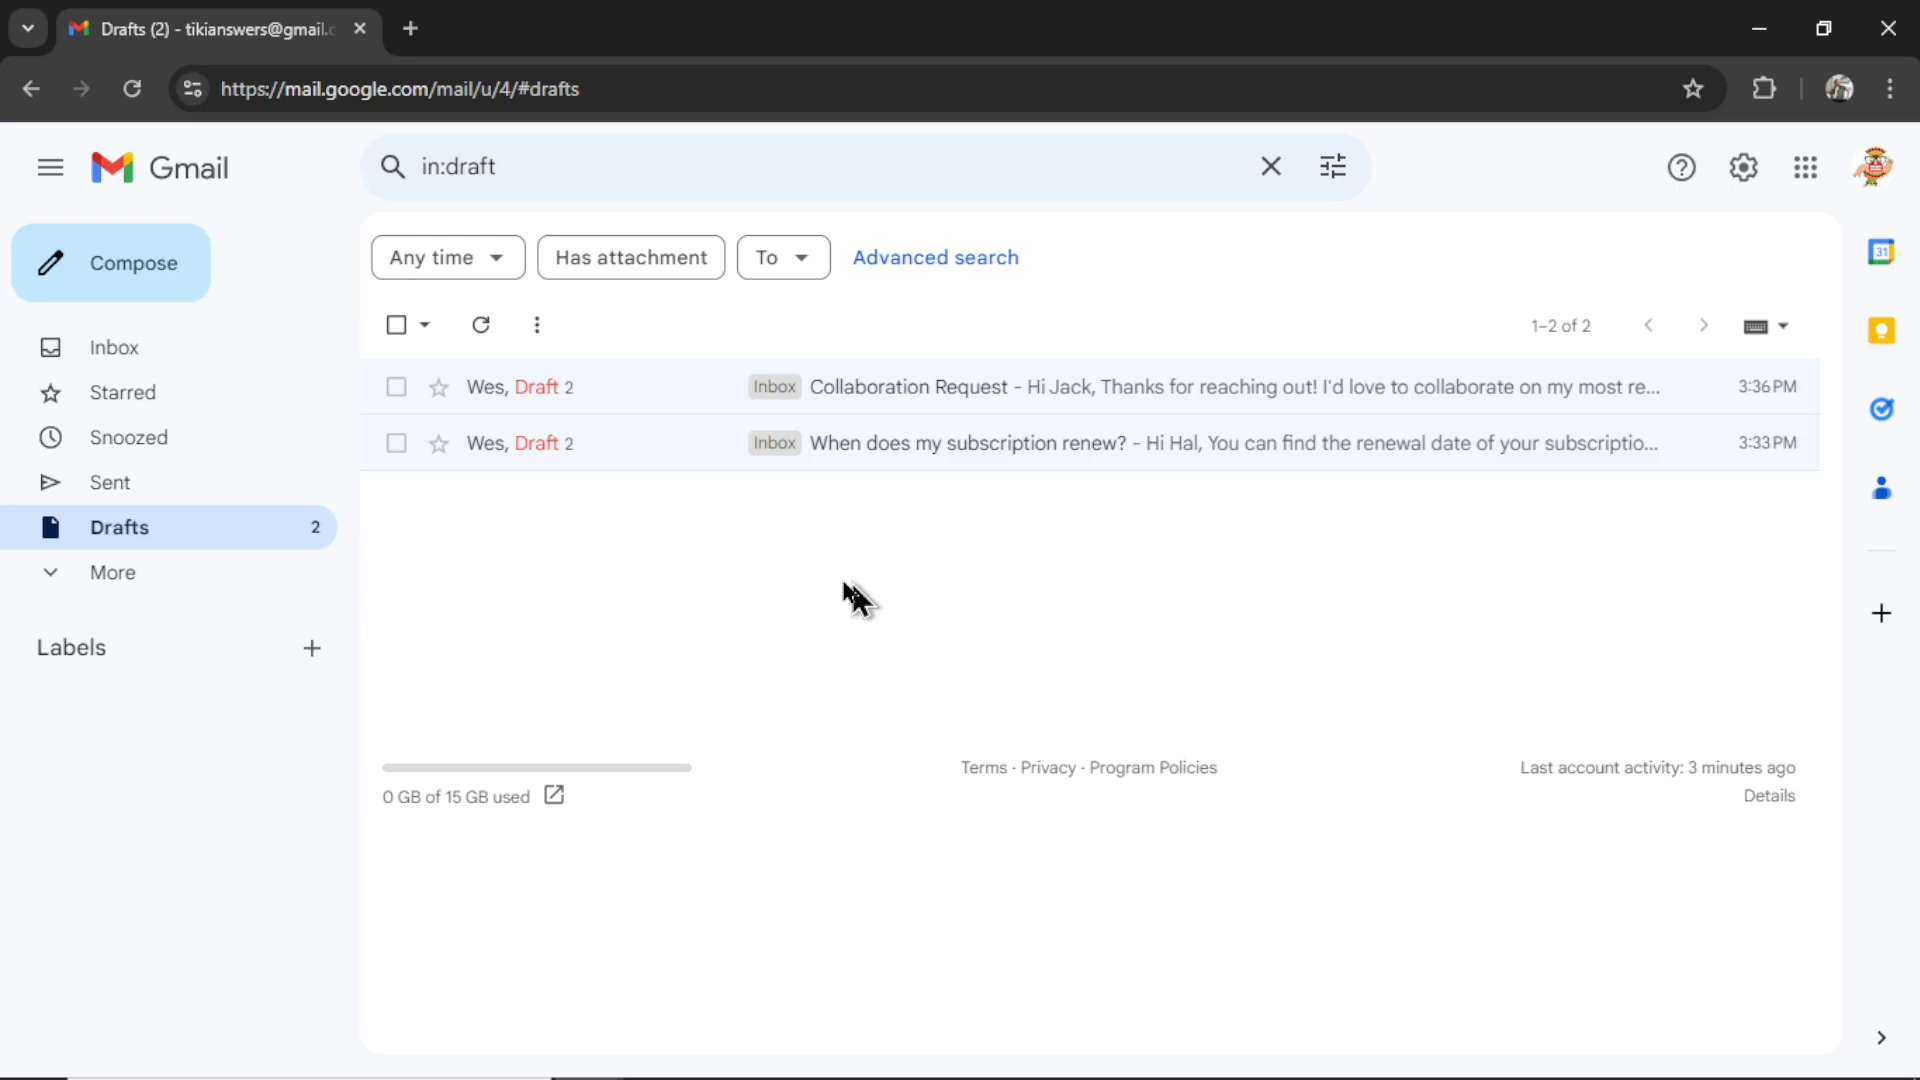 Drafts (2) - tikianswers@gmail.c
https://mail.google.com/mail/u/4/#drafts
Gmail
in:draft
Compose
Any time
Has attachment
To
Advanced search
1–2 of 2
Inbox
Starred
Snoozed
Sent
Drafts 2
More
Labels
Wes, Draft 2 Inbox Collaboration Request - Hi Jack, Thanks for reaching out! I'd love to collaborate on my most re... 3:36 PM
Wes, Draft 2 Inbox When does my subscription renew? - Hi Hal, You can find the renewal date of your subscriptio... 3:33 PM
31
0 GB of 15 GB used
Terms · Privacy · Program Policies
Last account activity: 3 minutes ago
Details